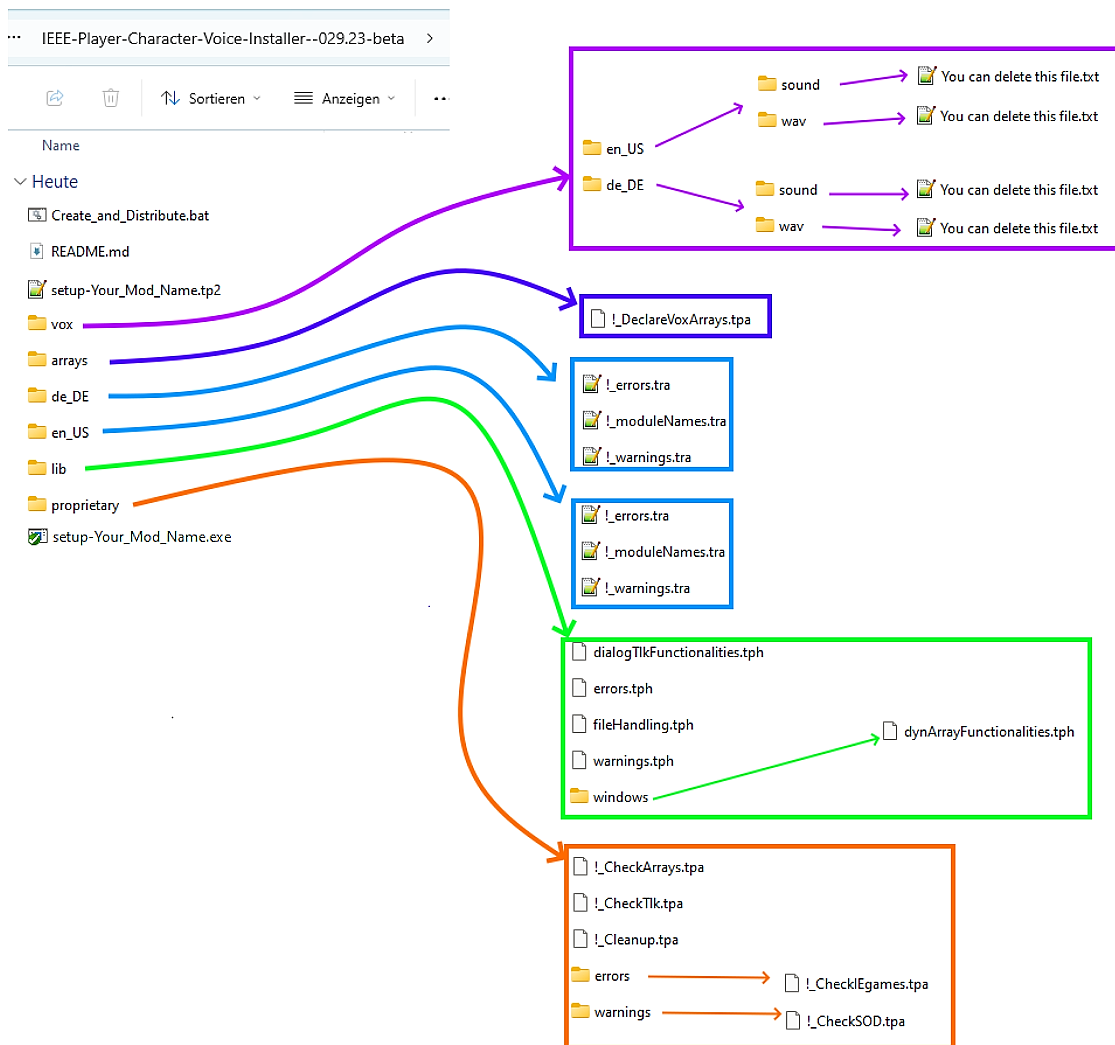 IEEE-Player-Character-Voice-Installer--029.23-beta
Sortieren
Anzeigen
Name
Heute
Create_and_Distribute.bat
README.md
setup-Your_Mod_Name.tp2
vox
arrays
de_DE
en_US
lib
proprietary
setup-Your_Mod_Name.exe
en_US
de_DE
sound
wav
You can delete this file.txt
You can delete this file.txt
sound
wav
You can delete this file.txt
You can delete this file.txt
!_DeclareVoxArrays.tpa
!_errors.tra
!_moduleNames.tra
!_warnings.tra
!_errors.tra
!_moduleNames.tra
!_warnings.tra
dialogTlkFunctionalities.tph
errors.tph
fileHandling.tph
warnings.tph
windows
dynArrayFunctionalities.tph
!_CheckArrays.tpa
!_CheckTlk.tpa
!_Cleanup.tpa
errors
!_CheckIEgames.tpa
warnings
!_CheckSOD.tpa